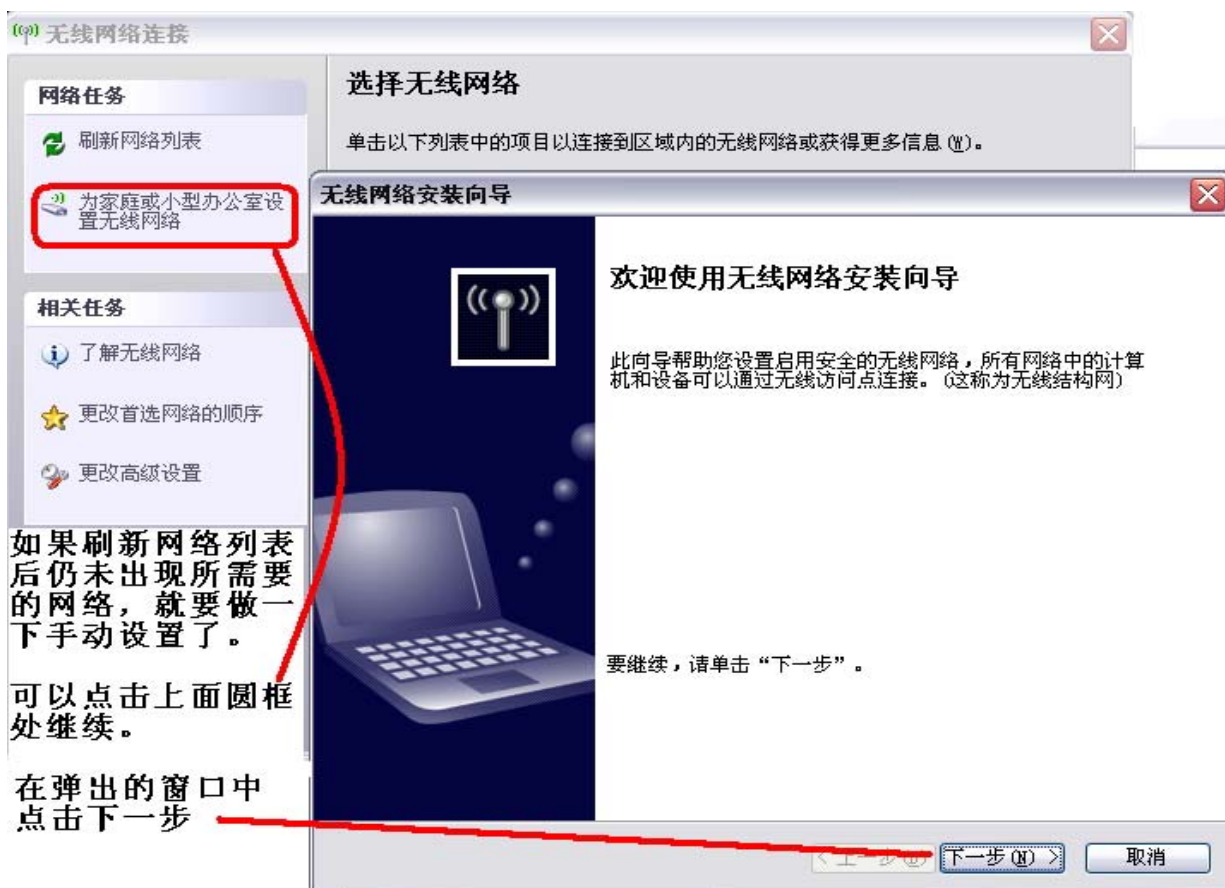 无线网络连接
网络任务
刷新网络列表
为家庭或小型办公室设
置无线网络
相关任务
了解无线网络
更改首选网络的顺序
更改高级设置
如果刷新网络列表
后仍未出现所需要
的网络，就要做一
下手动设置了。
可以点击上面圆框
处继续。
在弹出的窗口中
点击下一步
选择无线网络
单击以下列表中的项目以连接到区域内的无线网络或获得更多信息(W)。
无线网络安装向导
欢迎使用无线网络安装向导
此向导帮助您设置启用安全的无线网络，所有网络中的计算
机和设备可以通过无线访问点连接。(这称为无线结构网)
要继续，请单击“下一步”。
< 上一步(B)
下一步(N) >
取消